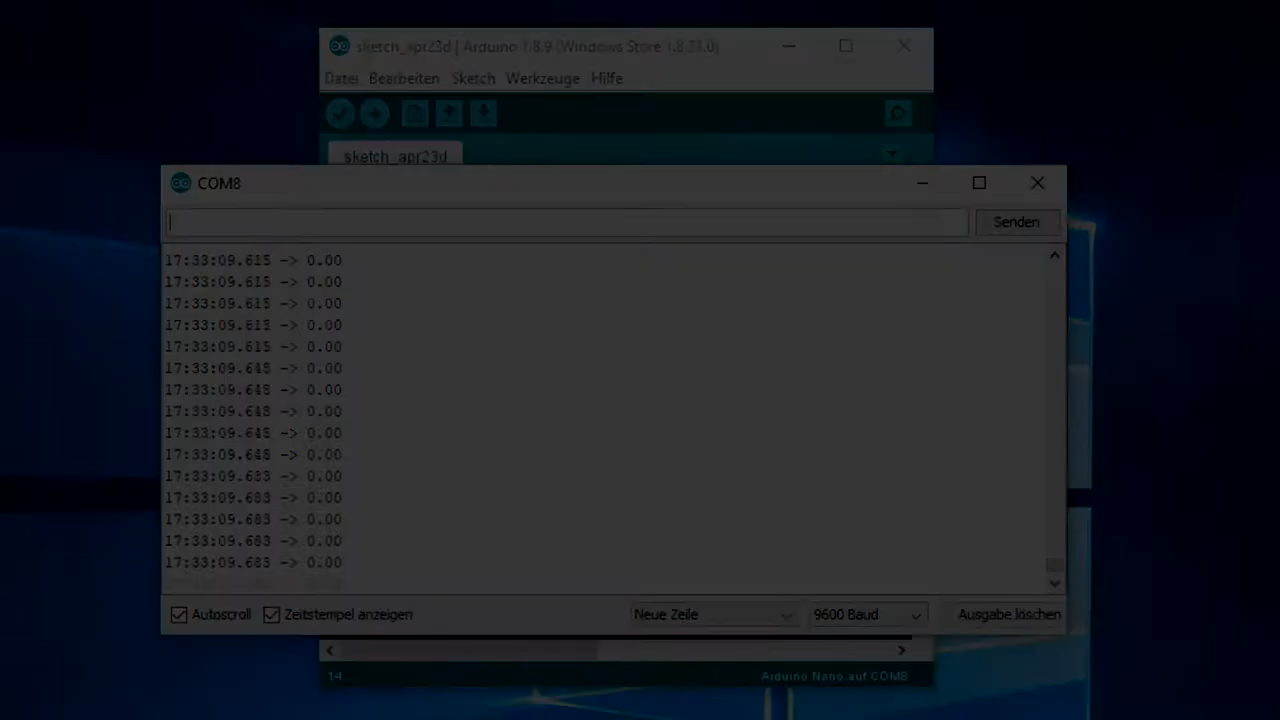 sketch_apr23d | Arduino 1.8.9 (Windows Store 1.8.21.0)
Datei Bearbeiten Sketch Werkzeuge Hilfe
sketch_apr23d
COM8
Senden
17:33:09.615 -> 0.00
17:33:09.615 -> 0.00
17:33:09.615 -> 0.00
17:33:09.615 -> 0.00
17:33:09.615 -> 0.00
17:33:09.648 -> 0.00
17:33:09.648 -> 0.00
17:33:09.648 -> 0.00
17:33:09.648 -> 0.00
17:33:09.648 -> 0.00
17:33:09.683 -> 0.00
17:33:09.683 -> 0.00
17:33:09.683 -> 0.00
17:33:09.683 -> 0.00
17:33:09.683 -> 0.00
Autoscroll Zeitstempel anzeigen Neue Zeile 9600 Baud Ausgabe löschen
14 Arduino Nano auf COM8